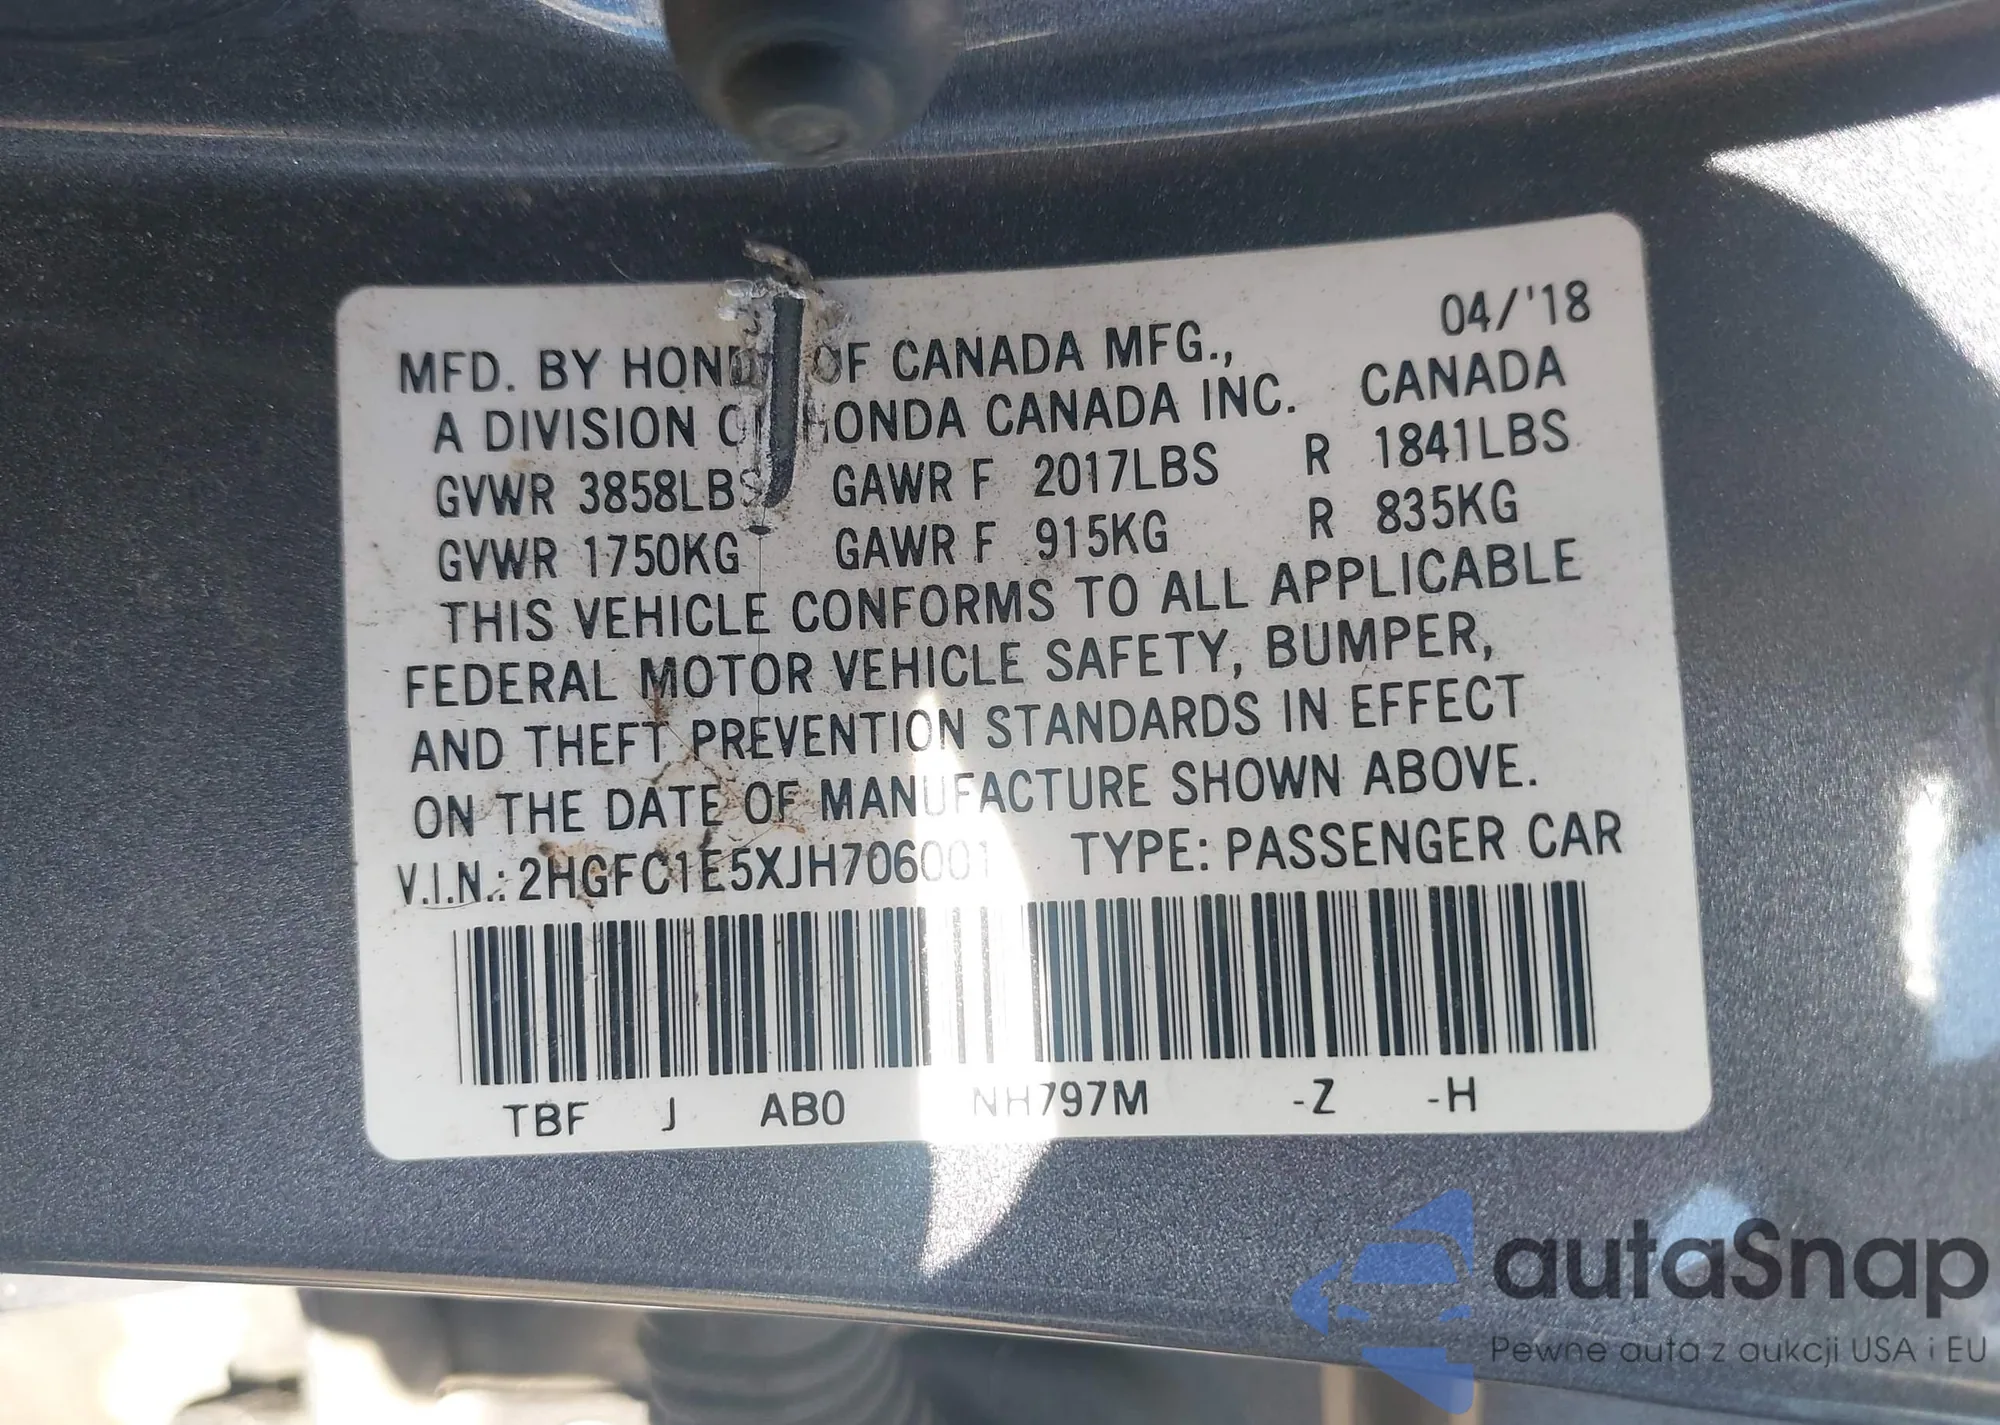 04/'18
MFD. BY HONDA OF CANADA MFG.,
A DIVISION OF HONDA CANADA INC. CANADA
GVWR 3858LBS GAWR F 2017LBS R 1841LBS
GVWR 1750KG GAWR F 915KG R 835KG
THIS VEHICLE CONFORMS TO ALL APPLICABLE
FEDERAL MOTOR VEHICLE SAFETY, BUMPER,
AND THEFT PREVENTION STANDARDS IN EFFECT
ON THE DATE OF MANUFACTURE SHOWN ABOVE.
V.I.N.: 2HGFC1E5XJH706001 TYPE: PASSENGER CAR
TBF J AB0 NH797M -Z -H
autaSnap
Pewne auta z aukcji USA i EU